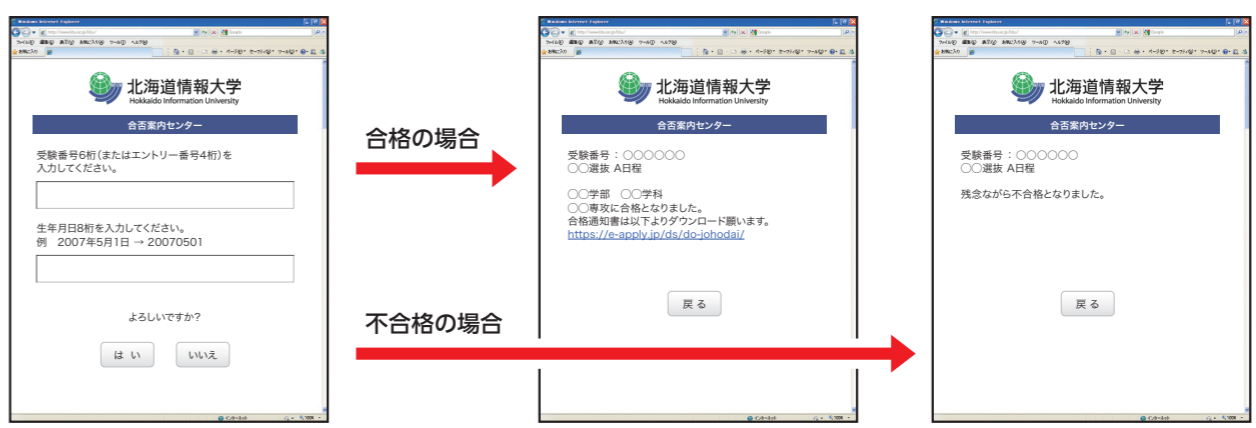 北海道情報大学
Hokkaido Information University
合否案内センター
受験番号6桁(またはエントリー番号4桁)を
入力してください。
生年月日8桁を入力してください。
例 2007年5月1日 → 20070501
よろしいですか?
はい いいえ
合格の場合
不合格の場合
北海道情報大学
Hokkaido Information University
合否案内センター
受験番号：○○○○○○
○○選抜 A日程
○○学部 ○○学科
○○専攻に合格となりました。
合格通知書は以下よりダウンロード願います。
https://e-apply.jp/ds/do-johodai/
戻る
北海道情報大学
Hokkaido Information University
合否案内センター
受験番号：○○○○○○
○○選抜 A日程
残念ながら不合格となりました。
戻る